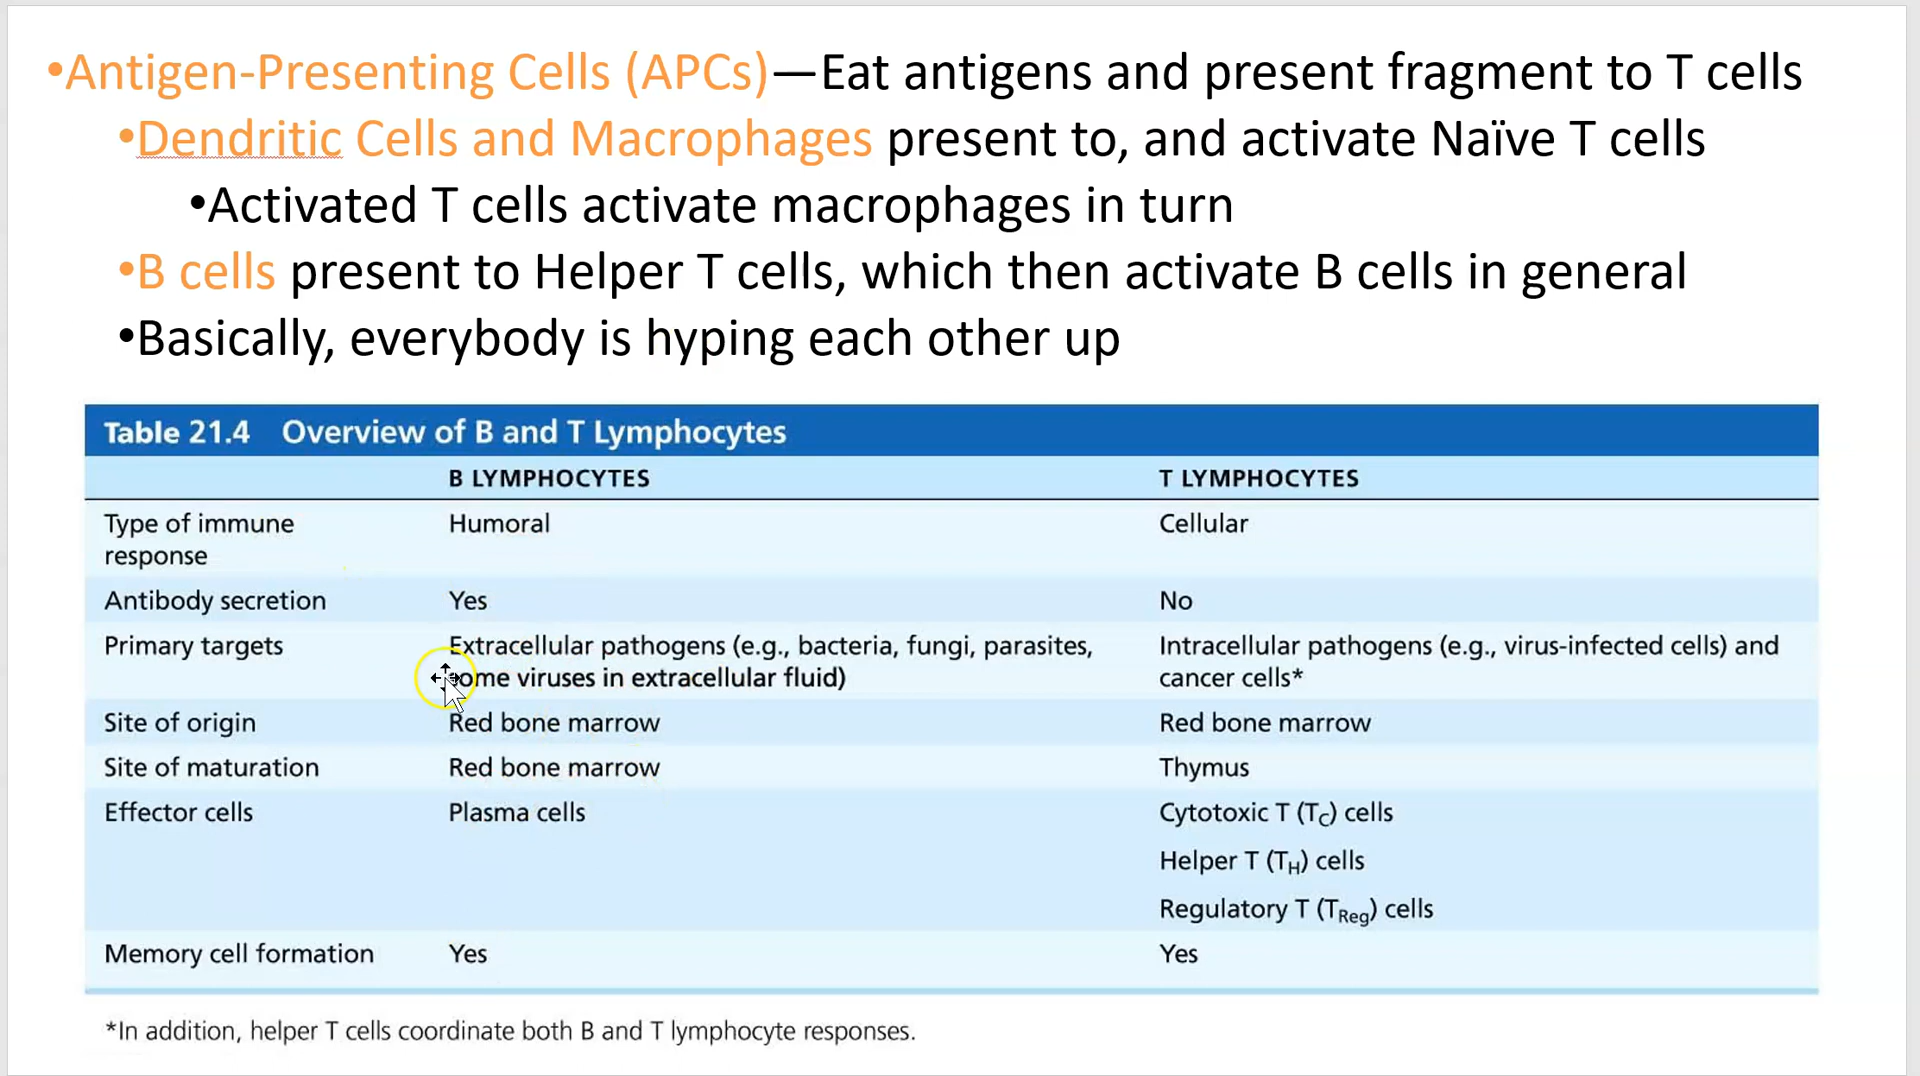 •Antigen-Presenting Cells (APCs)—Eat antigens and present fragment to T cells
•Dendritic Cells and Macrophages present to, and activate Naïve T cells
•Activated T cells activate macrophages in turn
•B cells present to Helper T cells, which then activate B cells in general
•Basically, everybody is hyping each other up
Table 21.4 Overview of B and T Lymphocytes
B LYMPHOCYTES T LYMPHOCYTES
Type of immune Humoral Cellular
response
Antibody secretion Yes No
Primary targets Extracellular pathogens (e.g., bacteria, fungi, parasites, Intracellular pathogens (e.g., virus-infected cells) and
some viruses in extracellular fluid) cancer cells*
Site of origin Red bone marrow Red bone marrow
Site of maturation Red bone marrow Thymus
Effector cells Plasma cells Cytotoxic T (TC) cells
Helper T (TH) cells
Regulatory T (TReg) cells
Memory cell formation Yes Yes
*In addition, helper T cells coordinate both B and T lymphocyte responses.